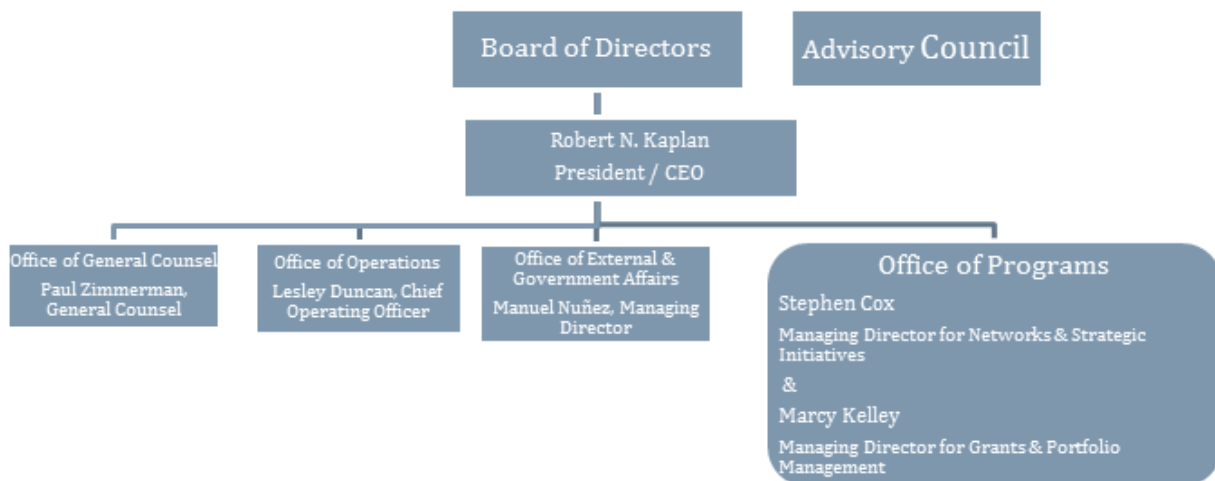 Board of Directors
Advisory Council
Robert N. Kaplan
President / CEO
Office of General Counsel
Paul Zimmerman,
General Counsel
Office of Operations
Lesley Duncan, Chief
Operating Officer
Office of External &
Government Affairs
Manuel Nuñez, Managing
Director
Office of Programs
Stephen Cox
Managing Director for Networks & Strategic
Initiatives
&
Marcy Kelley
Managing Director for Grants & Portfolio
Management